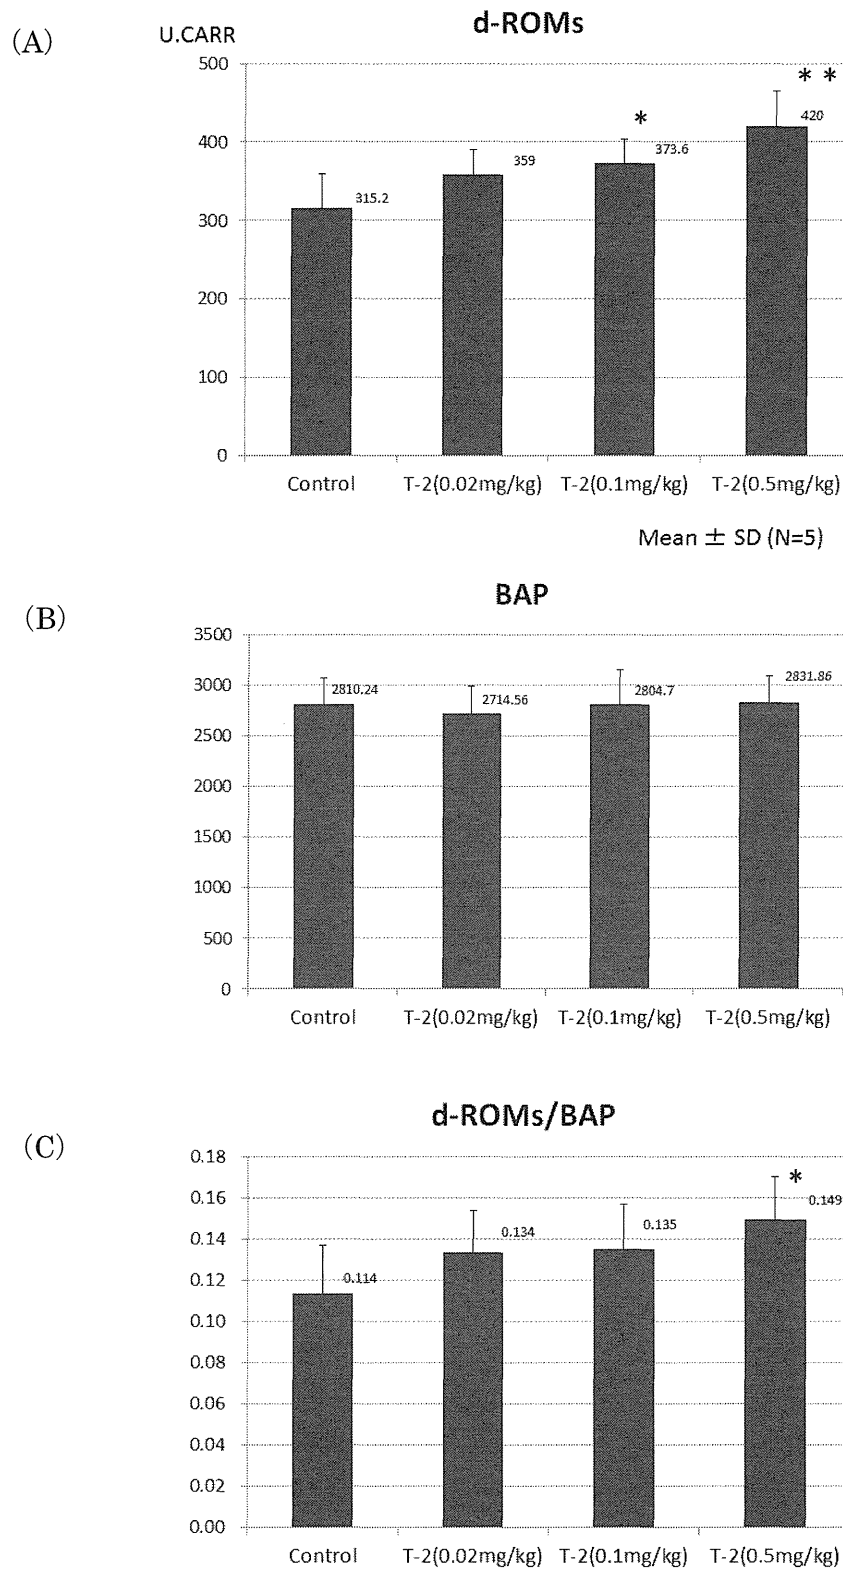 (A)
U.CARR
d-ROMs
500
400
300
200
100
0
315.2
359
*
373.6
* *
420
Control
T-2(0.02mg/kg)
T-2(0.1mg/kg)
T-2(0.5mg/kg)
Mean ± SD (N=5)
(B)
BAP
3500
3000
2500
2000
1500
1000
500
0
2810.24
2714.56
2804.7
2831.86
Control
T-2(0.02mg/kg)
T-2(0.1mg/kg)
T-2(0.5mg/kg)
(C)
d-ROMs/BAP
0.18
0.16
0.14
0.12
0.10
0.08
0.06
0.04
0.02
0.00
0.114
0.134
0.135
*
0.149
Control
T-2(0.02mg/kg)
T-2(0.1mg/kg)
T-2(0.5mg/kg)